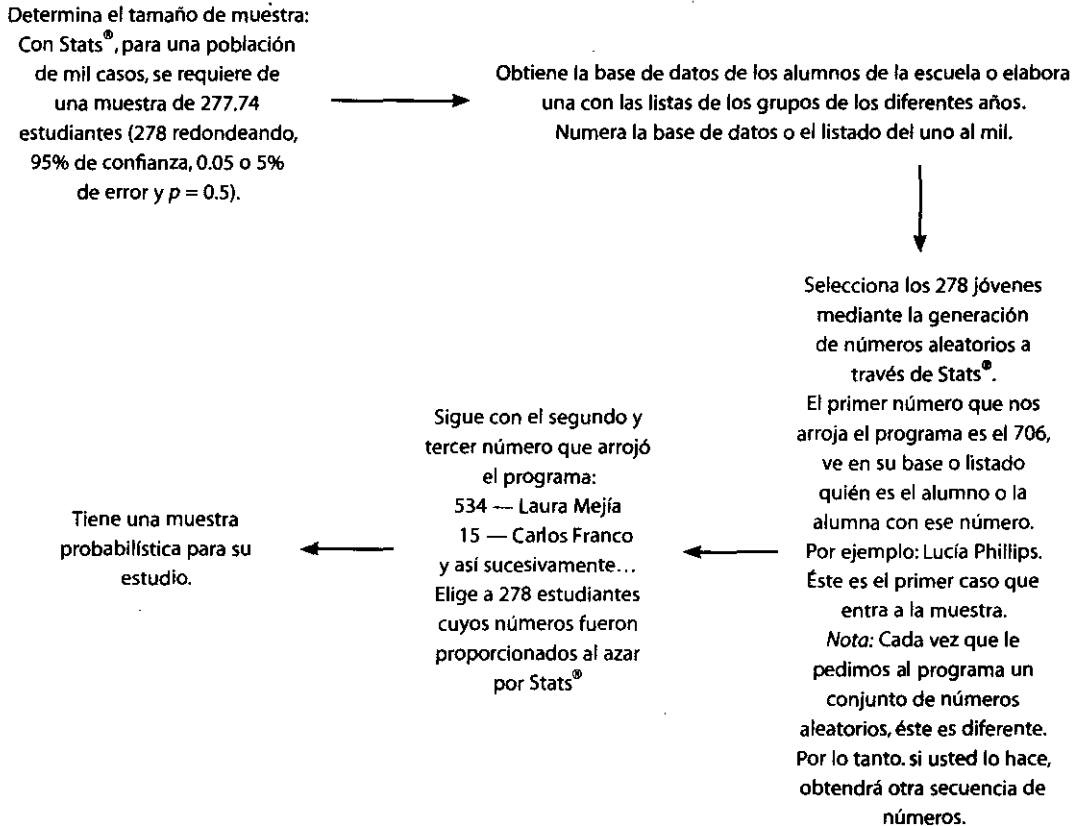 Determina el tamaño de muestra:
Con Stats®, para una población
de mil casos, se requiere de
una muestra de 277.74
estudiantes (278 redondeando,
95% de confianza, 0.05 o 5%
de error y p = 0.5).
Obtiene la base de datos de los alumnos de la escuela o elabora
una con las listas de los grupos de los diferentes años.
Numera la base de datos o el listado del uno al mil.
Selecciona los 278 jóvenes
mediante la generación
de números aleatorios a
través de Stats®.
El primer número que nos
arroja el programa es el 706,
ve en su base o listado
quién es el alumno o la
alumna con ese número.
Por ejemplo: Lucía Phillips.
Éste es el primer caso que
entra a la muestra.
Nota: Cada vez que le
pedimos al programa un
conjunto de números
aleatorios, éste es diferente.
Por lo tanto. si usted lo hace,
obtendrá otra secuencia de
números.
Sigue con el segundo y
tercer número que arrojó
el programa:
534 — Laura Mejía
15 — Carlos Franco
y así sucesivamente...
Elige a 278 estudiantes
cuyos números fueron
proporcionados al azar
por Stats®
Tiene una muestra
probabilística para su
estudio.